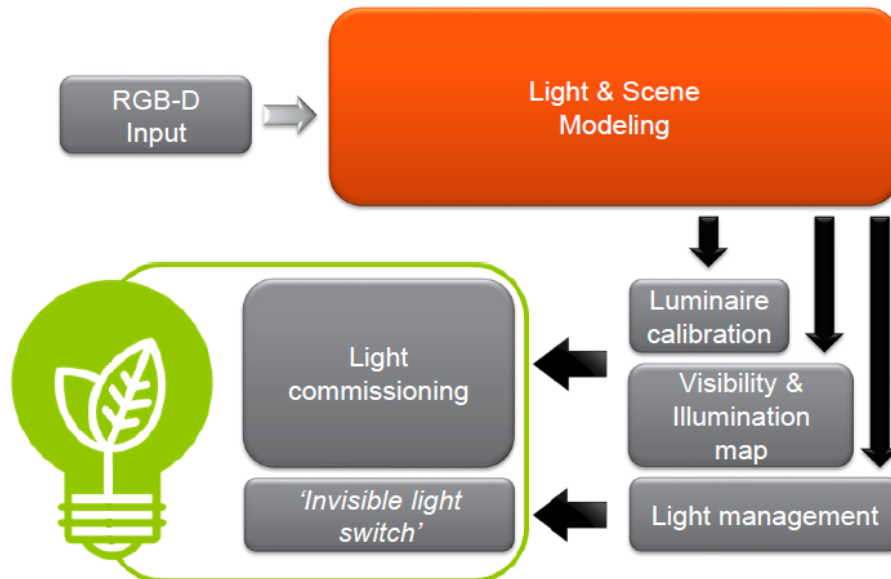 RGB-D
Input
Light & Scene
Modeling
Luminaire
calibration
Light
commissioning
Visibility &
Illumination
map
'Invisible light
switch'
Light management